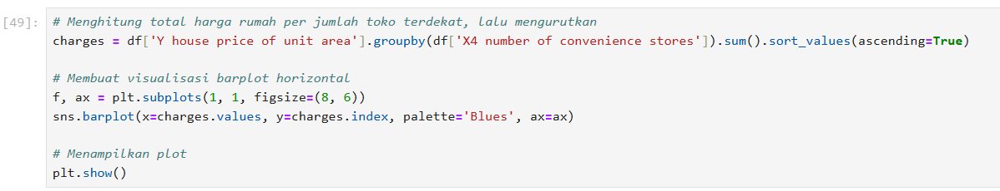 [49]: # Menghitung total harga rumah per jumlah toko terdekat, lalu mengurutkan
charges = df['Y house price of unit area'].groupby(df['X4 number of convenience stores']).sum().sort_values(ascending=True)
# Membuat visualisasi barplot horizontal
f, ax = plt.subplots(1, 1, figsize=(8, 6))
sns.barplot(x=charges.values, y=charges.index, palette='Blues', ax=ax)
# Menampilkan plot
plt.show()